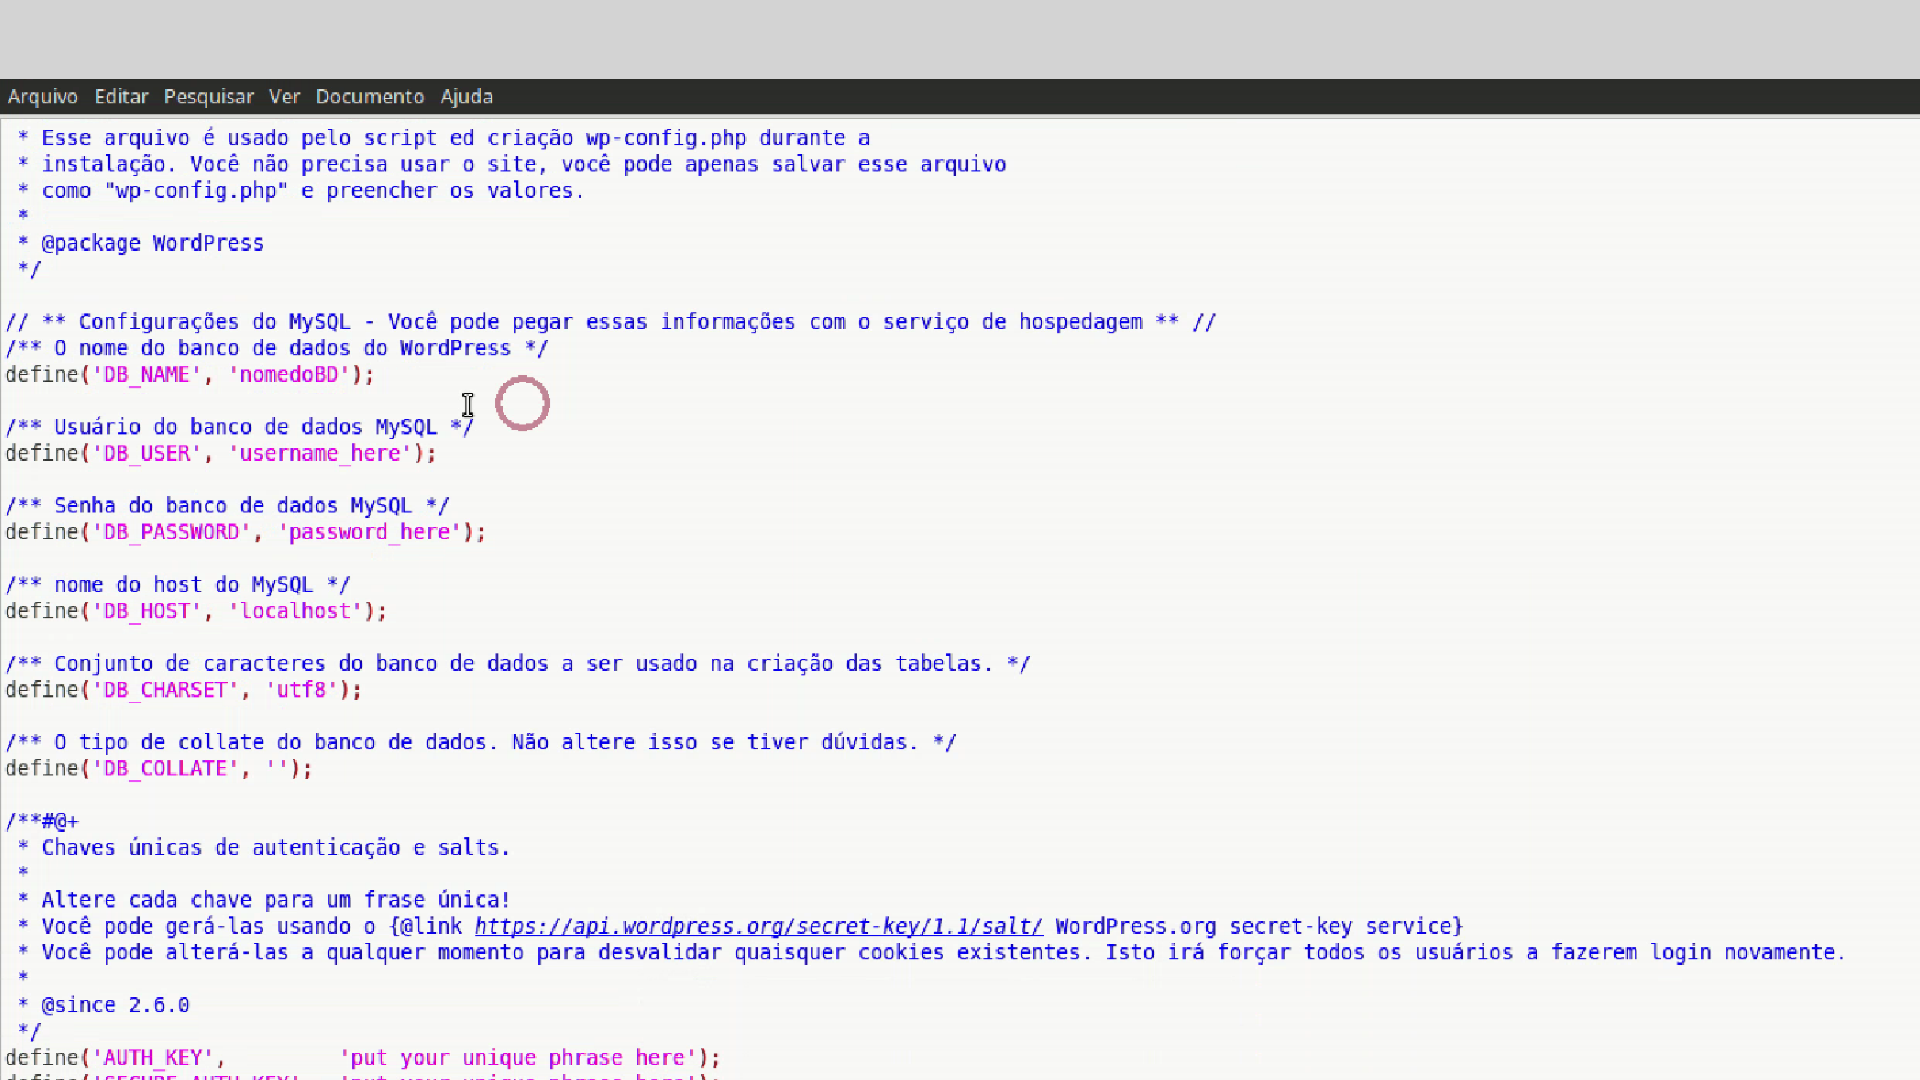 Arquivo Editar Pesquisar Ver Documento Ajuda
* Esse arquivo é usado pelo script ed criação wp-config.php durante a
* instalação. Você não precisa usar o site, você pode apenas salvar esse arquivo
* como "wp-config.php" e preencher os valores.
*
* @package WordPress
*/
// ** Configurações do MySQL - Você pode pegar essas informações com o serviço de hospedagem ** //
/** O nome do banco de dados do WordPress */
define('DB_NAME', 'nomedoBD');
/** Usuário do banco de dados MySQL */
define('DB_USER', 'username_here');
/** Senha do banco de dados MySQL */
define('DB_PASSWORD', 'password_here');
/** nome do host do MySQL */
define('DB_HOST', 'localhost');
/** Conjunto de caracteres do banco de dados a ser usado na criação das tabelas. */
define('DB_CHARSET', 'utf8');
/** O tipo de collate do banco de dados. Não altere isso se tiver dúvidas. */
define('DB_COLLATE', '');
/**#@+
* Chaves únicas de autenticação e salts.
*
* Altere cada chave para um frase única!
* Você pode gerá-las usando o {@link https://api.wordpress.org/secret-key/1.1/salt/ WordPress.org secret-key service}
* Você pode alterá-las a qualquer momento para desvalidar quaisquer cookies existentes. Isto irá forçar todos os usuários a fazerem login novamente.
*
* @since 2.6.0
*/
define('AUTH_KEY', 'put your unique phrase here');